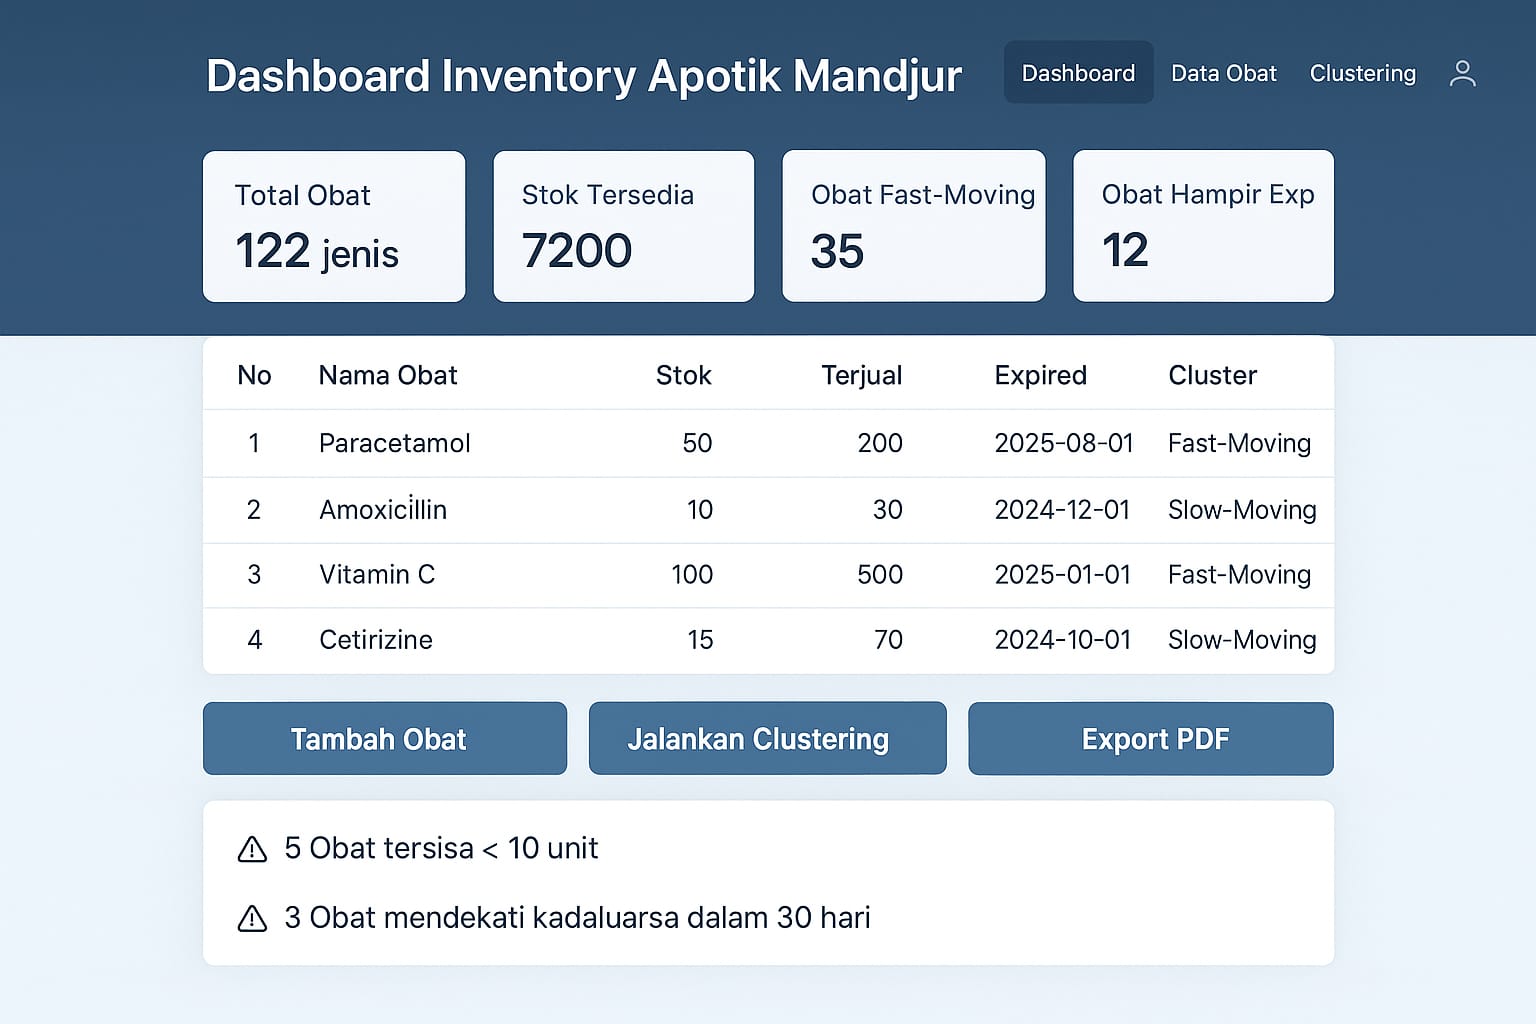 Dashboard Inventory Apotik Mandjur
Dashboard Data Obat Clustering
Total Obat
122 jenis
Stok Tersedia
7200
Obat Fast-Moving
35
Obat Hampir Exp
12
No Nama Obat Stok Terjual Expired Cluster
1 Paracetamol 50 200 2025-08-01 Fast-Moving
2 Amoxicillin 10 30 2024-12-01 Slow-Moving
3 Vitamin C 100 500 2025-01-01 Fast-Moving
4 Cetirizine 15 70 2024-10-01 Slow-Moving
Tambah Obat Jalankan Clustering Export PDF
5 Obat tersisa < 10 unit
3 Obat mendekati kadaluarsa dalam 30 hari